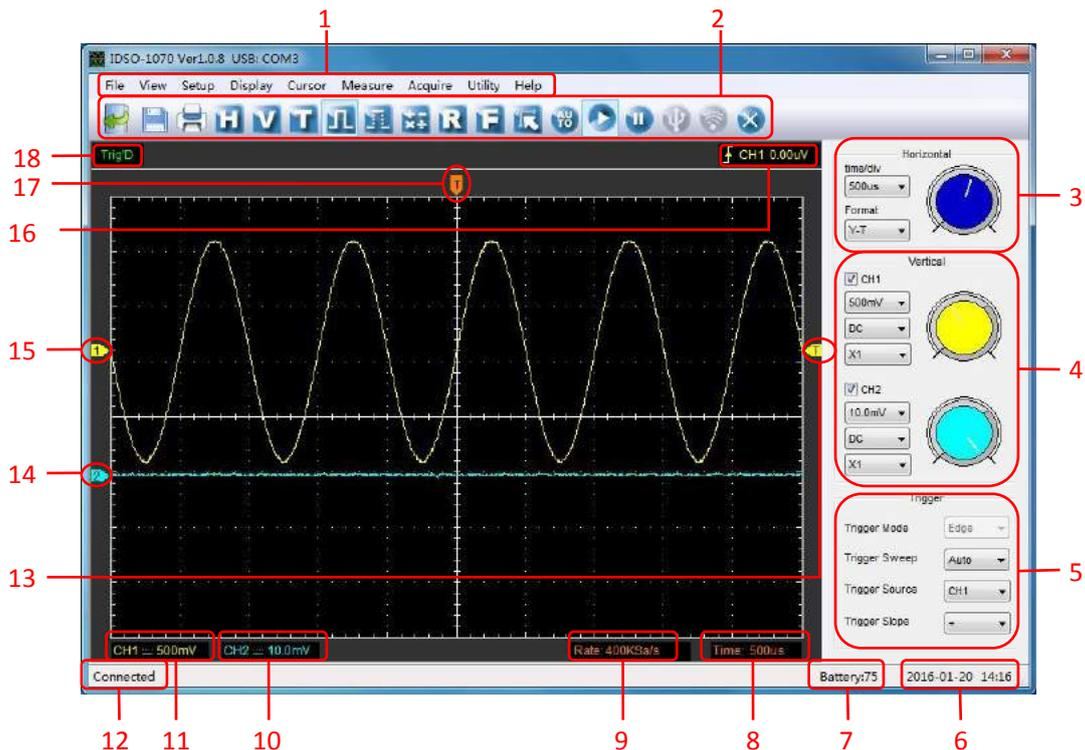 1
2
IDSO-1070 Ver1.0.8 USB: COM3
File View Setup Display Cursor Measure Acquire Utility Help
H V T R F AUTO
18
Trig'D
CH1 0.00uV
17
T
16
Horizontal
time/div
500us
Format
Y-T
3
Vertical
CH1
500mV
DC
X1
4
CH2
10.0mV
DC
X1
15
1
T
14
2
13
Trigger
Trigger Mode Edge
Trigger Sweep Auto
Trigger Source CH1
Trigger Slope +
5
CH1 500mV
CH2 10.0mV
Rate: 400KSa/s
Time: 500us
Connected
Battery:75
2016-01-20 14:16
12
11
10
9
8
7
6